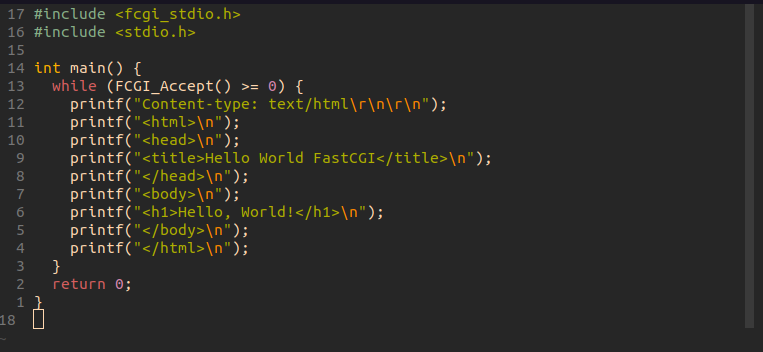 17 #include <fcgi_stdio.h>
16 #include <stdio.h>
15
14 int main() {
13   while (FCGI_Accept() >= 0) {
12     printf("Content-type: text/html\r\n\r\n");
11     printf("<html>\n");
10     printf("<head>\n");
9     printf("<title>Hello World FastCGI</title>\n");
8     printf("</head>\n");
7     printf("<body>\n");
6     printf("<h1>Hello, World!</h1>\n");
5     printf("</body>\n");
4     printf("</html>\n");
3   }
2   return 0;
1 }
18
~